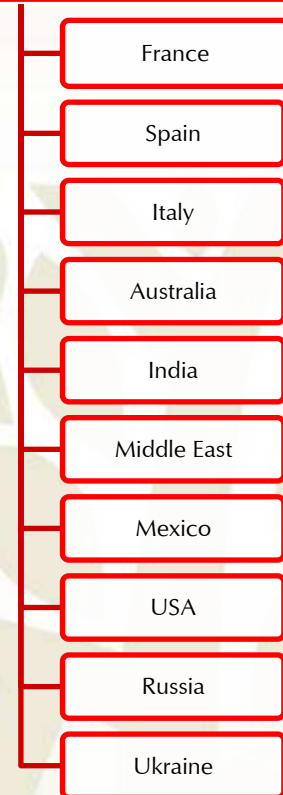 France
Spain
Italy
Australia
India
Middle East
Mexico
USA
Russia
Ukraine